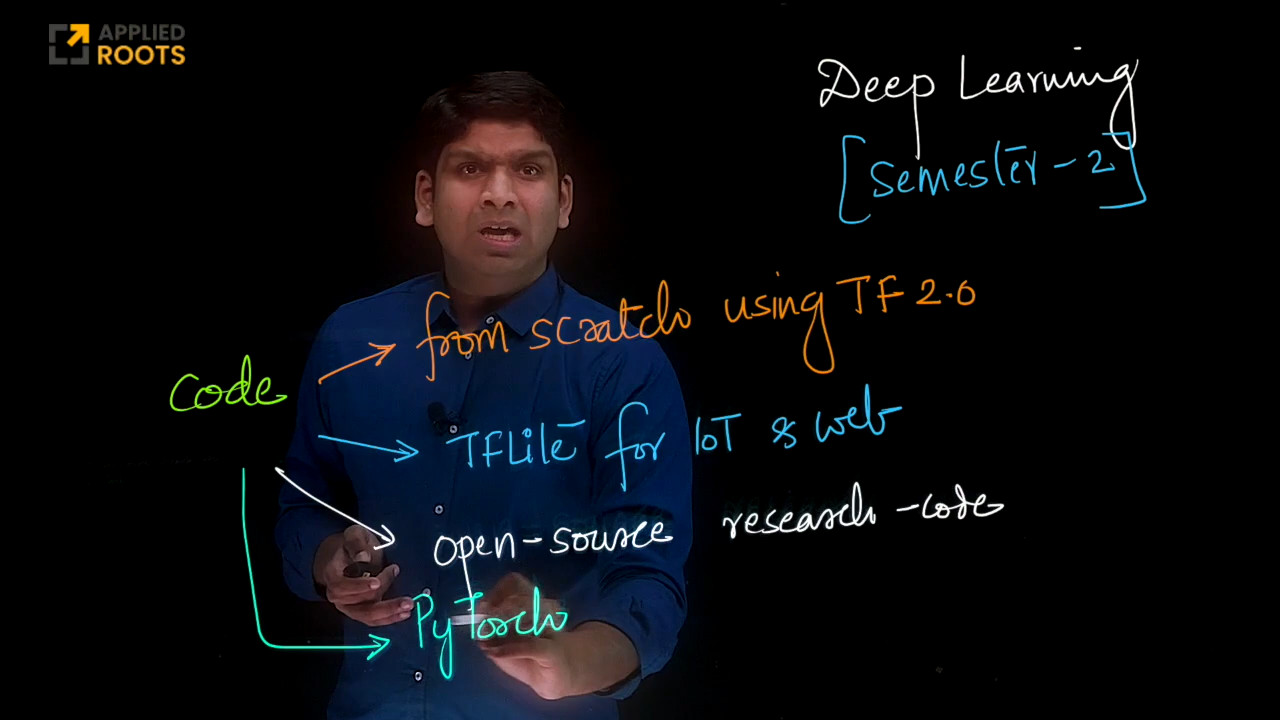 APPLIED
ROOTS
Deep Learning
[semester-2]
code
from scratch using TF 2.0
TFLite for IoT & web
open-source research-code
PyTorch